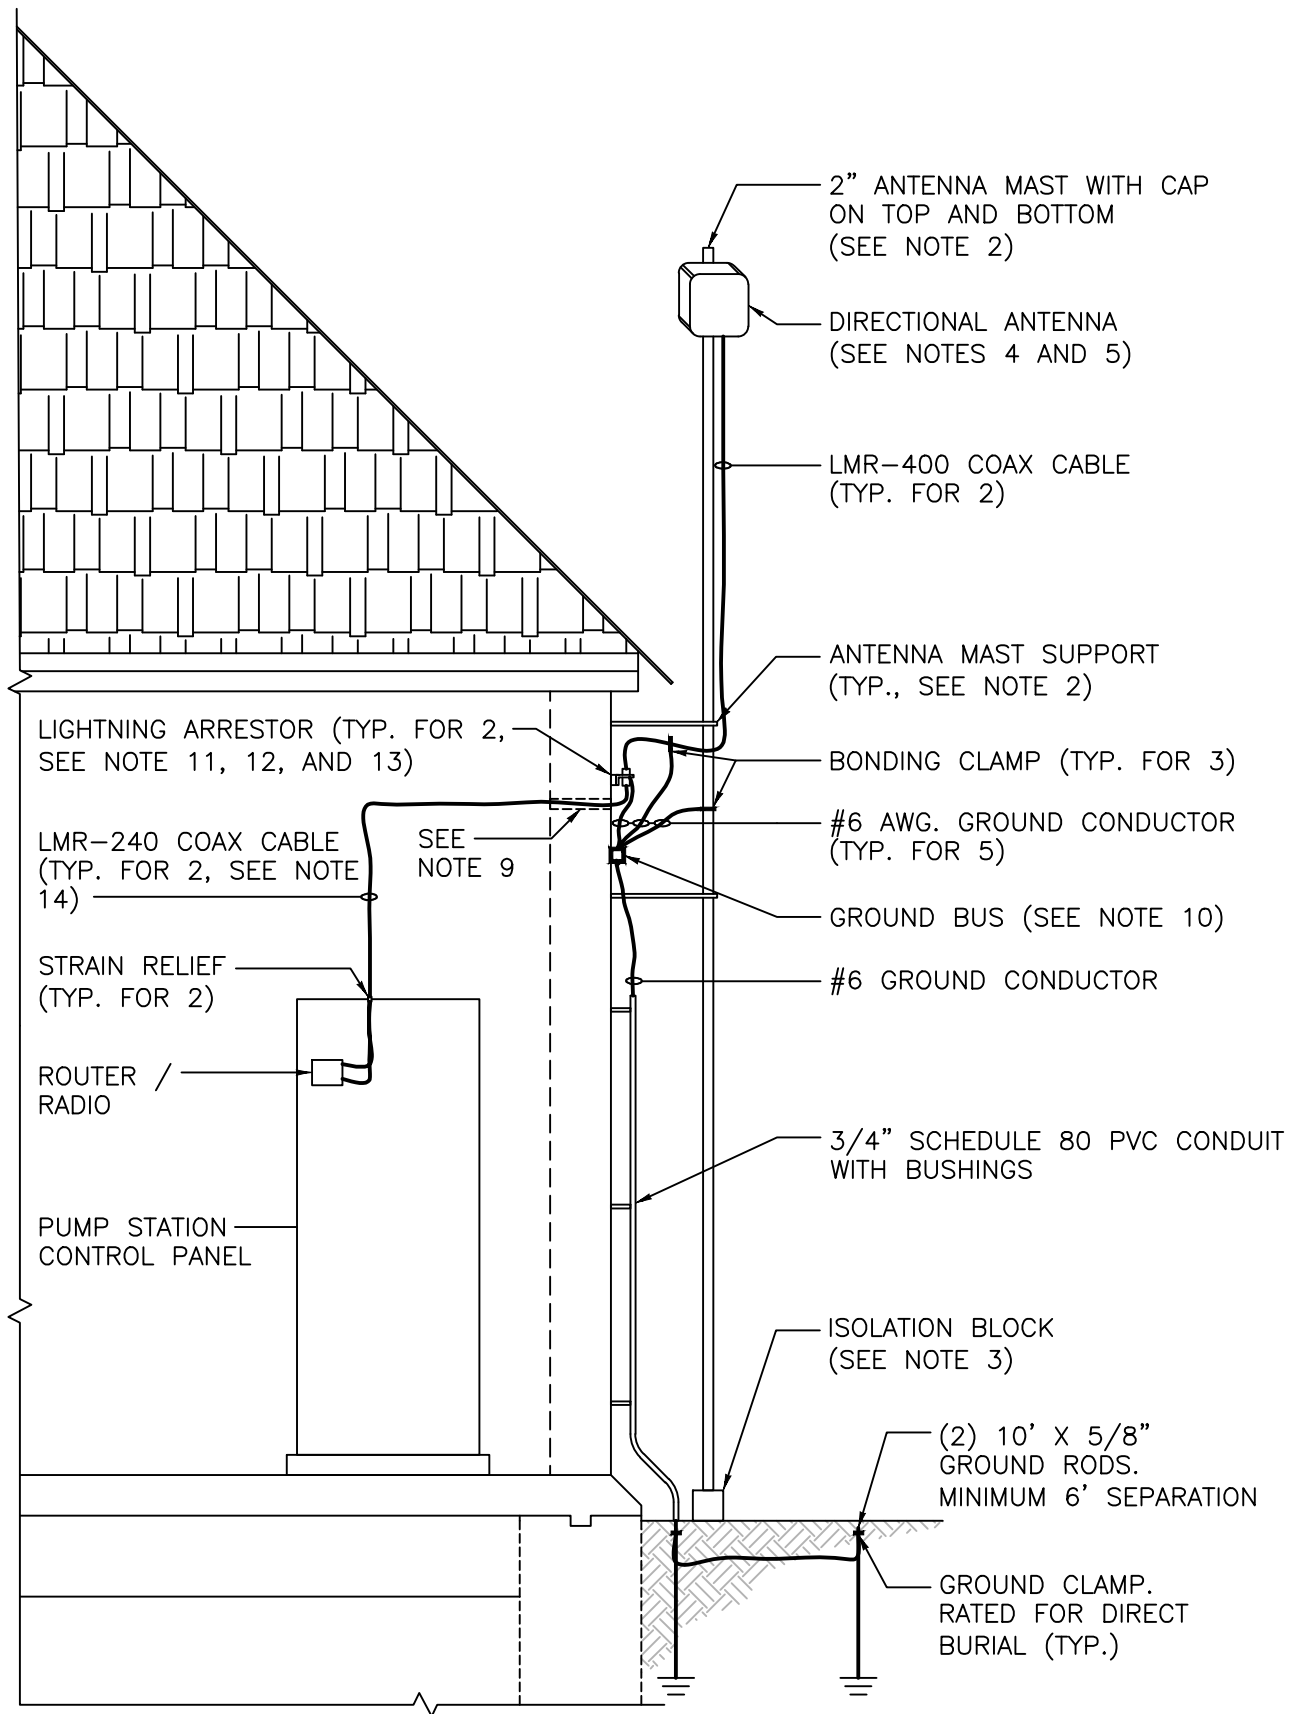 2” ANTENNA MAST WITH CAP
ON TOP AND BOTTOM
(SEE NOTE 2)
DIRECTIONAL ANTENNA
(SEE NOTES 4 AND 5)
LMR-400 COAX CABLE
(TYP. FOR 2)
ANTENNA MAST SUPPORT
(TYP., SEE NOTE 2)
LIGHTNING ARRESTOR (TYP. FOR 2,
SEE NOTE 11, 12, AND 13)
BONDING CLAMP (TYP. FOR 3)
#6 AWG. GROUND CONDUCTOR
(TYP. FOR 5)
LMR-240 COAX CABLE
(TYP. FOR 2, SEE NOTE
14)
SEE
NOTE 9
GROUND BUS (SEE NOTE 10)
STRAIN RELIEF
(TYP. FOR 2)
#6 GROUND CONDUCTOR
ROUTER /
RADIO
3/4” SCHEDULE 80 PVC CONDUIT
WITH BUSHINGS
PUMP STATION
CONTROL PANEL
ISOLATION BLOCK
(SEE NOTE 3)
(2) 10’ X 5/8”
GROUND RODS.
MINIMUM 6’ SEPARATION
GROUND CLAMP.
RATED FOR DIRECT
BURIAL (TYP.)